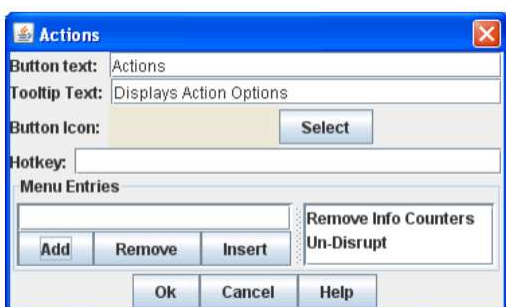 Actions
Button text: Actions
Tooltip Text: Displays Action Options
Button Icon: Select
Hotkey:
Menu Entries
Remove Info Counters
Un-Disrupt
Add Remove Insert
Ok Cancel Help